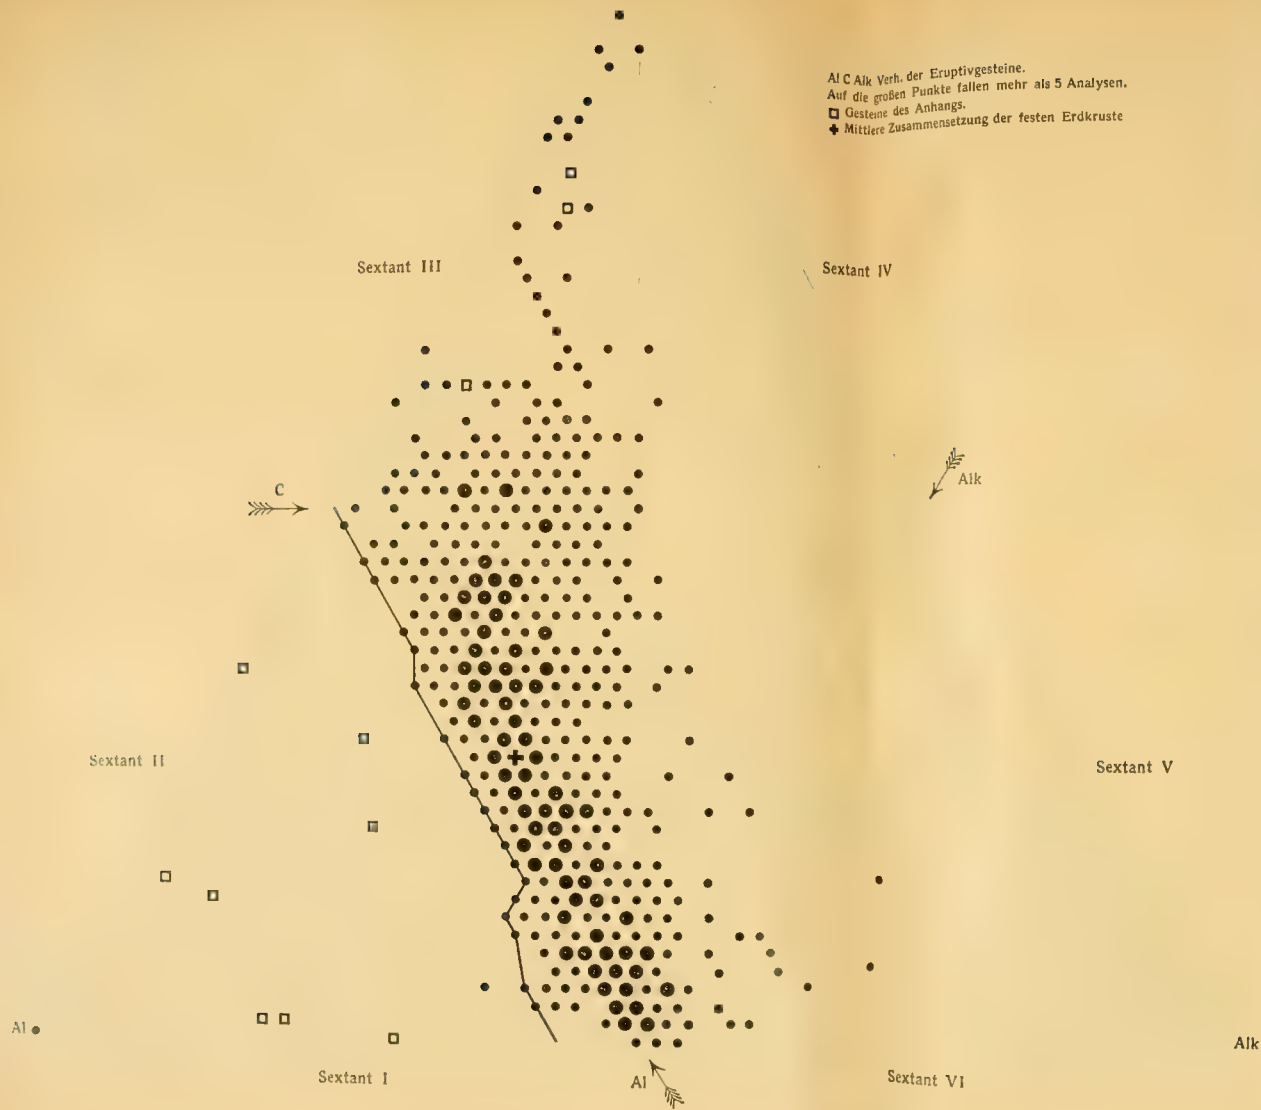 Al C Alk Verh. der Eruptivgesteine.
Auf die großen Punkte fallen mehr als 5 Analysen.
Gesteine des Anhangs.
Mittlere Zusammensetzung der festen Erdkruste
Sextant III
Sextant IV
C
Alk
Sextant II
Sextant V
Al
Alk
Sextant I
Al
Sextant VI